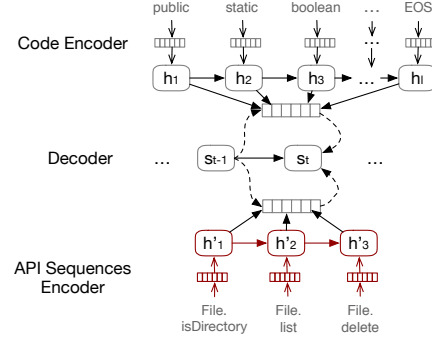 public static boolean ... EOS
Code Encoder ...
h1 h2 h3 ... hl
Decoder ... st-1 st ...
h'1 h'2 h'3
API Sequences
Encoder
File. File. File.
isDirectory list delete